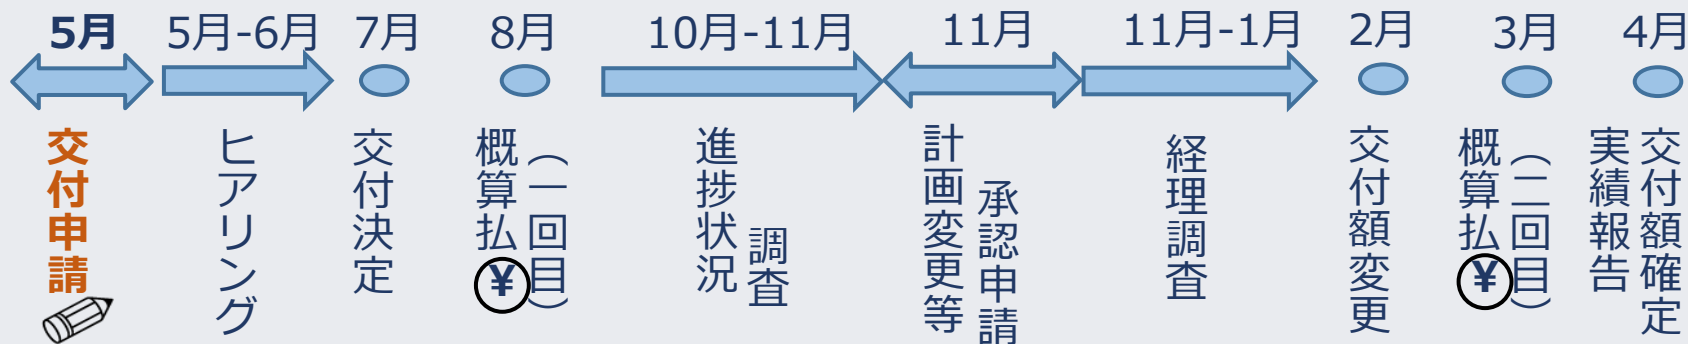 5月
5月-6月
7月
8月
10月-11月
11月
11月-1月
2月
3月
4月
交付申請
ヒアリング
交付決定
概算払
（一回目）
¥
進捗状況
調査
計画変更等
承認申請
経理調査
交付額変更
概算払
（二回目）
¥
実績報告
交付額確定